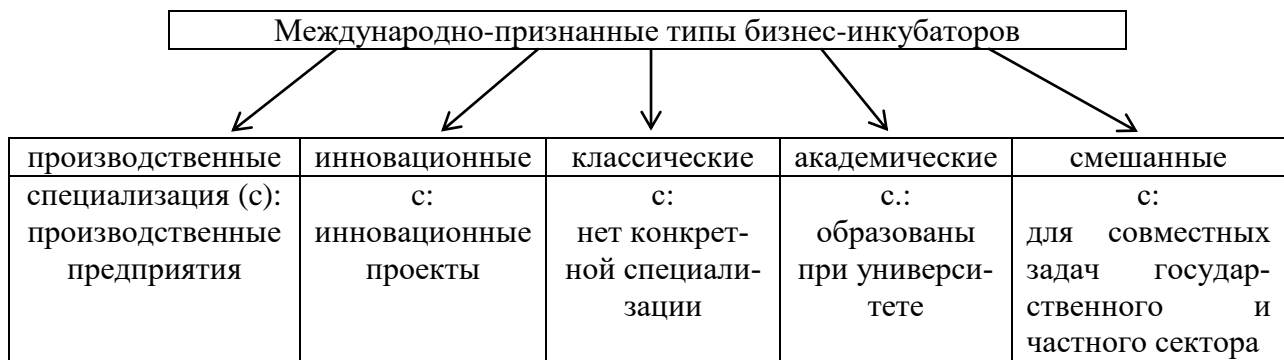 Международно-признанные типы бизнес-инкубаторов
производственные
инновационные
классические
академические
смешанные
специализация (с):
производственные
предприятия
с:
инновационные
проекты
с:
нет конкрет-
ной специали-
зации
с.:
образованы
при универси-
тете
с:
для совместных
задач государ-
ственного и
частного сектора